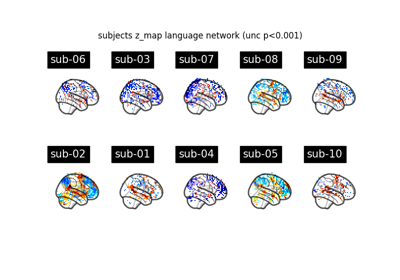 subjects z_map language network (unc p<0.001)
sub-06 sub-03 sub-07 sub-08 sub-09
sub-02 sub-01 sub-04 sub-05 sub-10